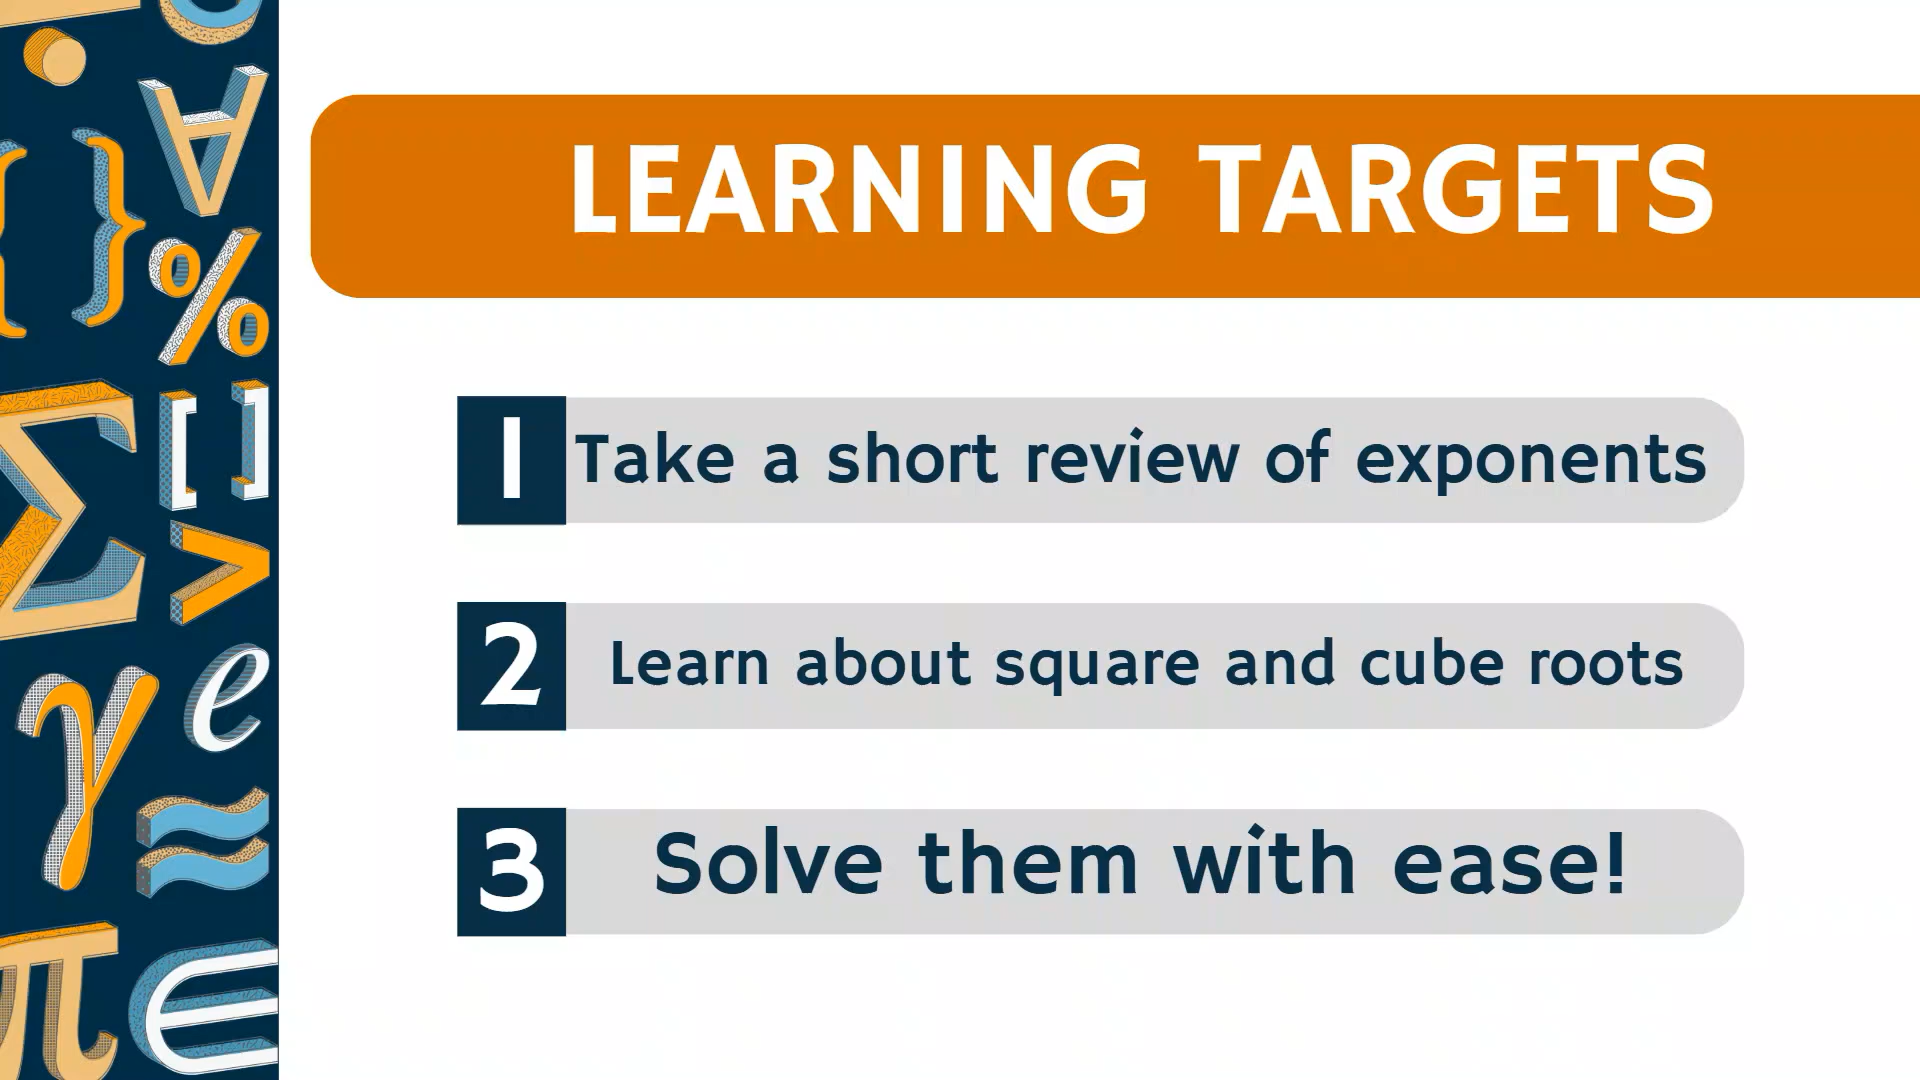 LEARNING TARGETS
1 Take a short review of exponents
2 Learn about square and cube roots
3 Solve them with ease!